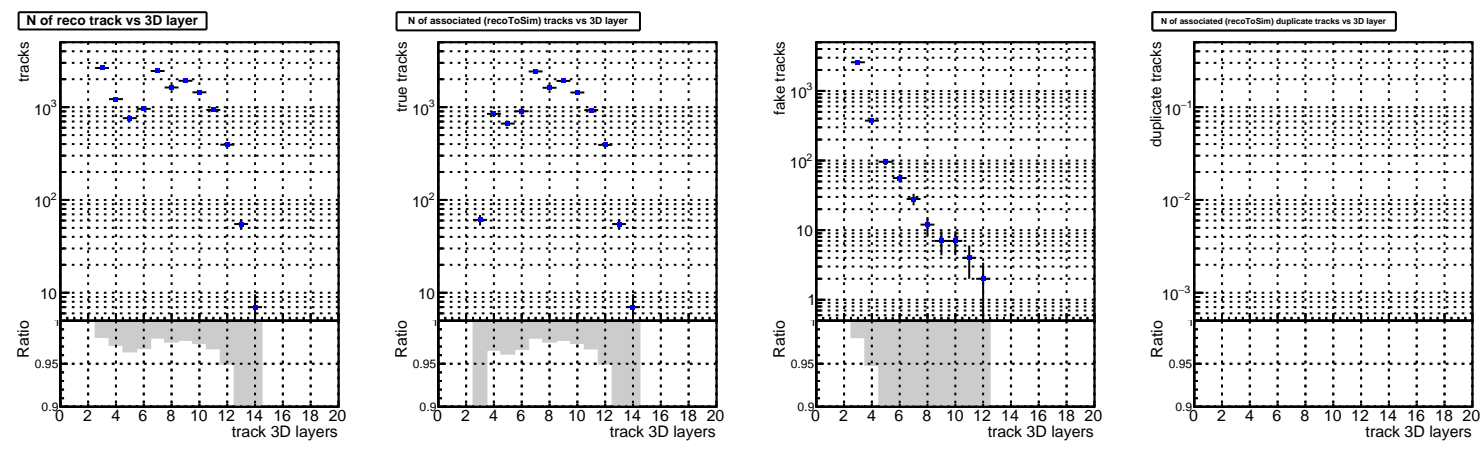 N of reco track vs 3D layer
tracks
10³
10²
10
Ratio
0.95
0.9
0 2 4 6 8 10 12 14 16 18 20
track 3D layers
N of associated (recoToSim) tracks vs 3D layer
true tracks
10³
10²
10
Ratio
0.95
0.9
0 2 4 6 8 10 12 14 16 18 20
track 3D layers
fake tracks
10³
10²
10
1
Ratio
0.95
0.9
0 2 4 6 8 10 12 14 16 18 20
track 3D layers
N of associated (recoToSim) duplicate tracks vs 3D layer
duplicate tracks
10⁻¹
10⁻²
10⁻³
Ratio
0.95
0.9
0 2 4 6 8 10 12 14 16 18 20
track 3D layers